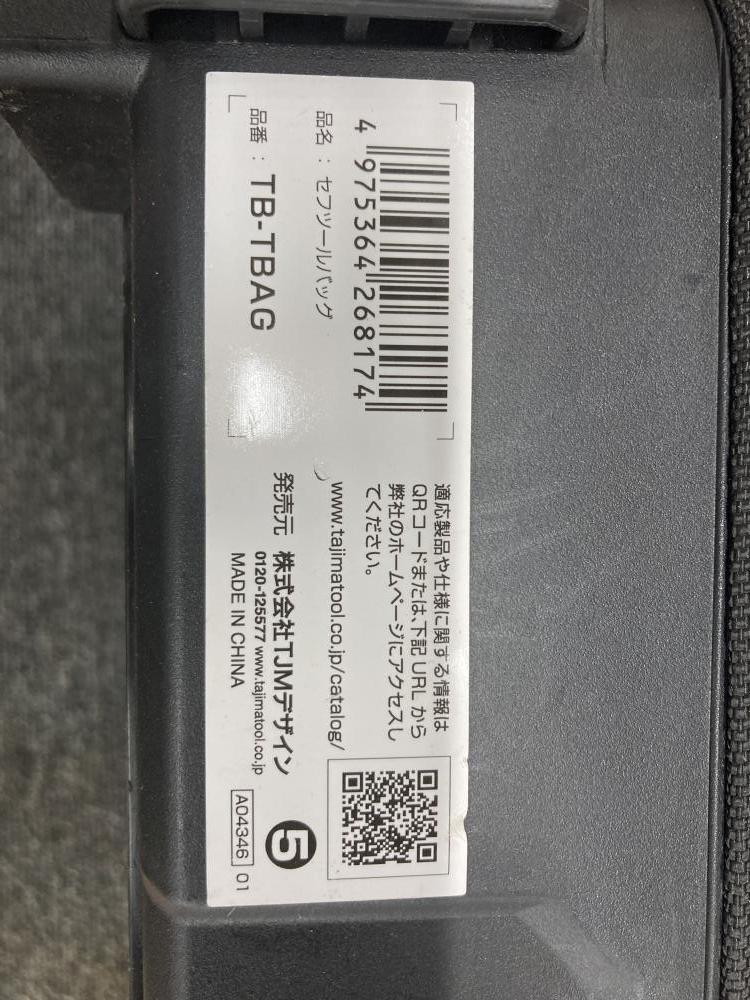 4 975364 268174
品名 : セフツールバッグ
品番 : TB-TBAG
適応製品や仕様に関する情報は
QRコードまたは、下記 URL から
弊社のホームページにアクセスし
てください。
www.tajimatool.co.jp/catalog/
発売元 株式会社TJMデザイン
0120-125577 www.tajimatool.co.jp
MADE IN CHINA
5
A04346 01